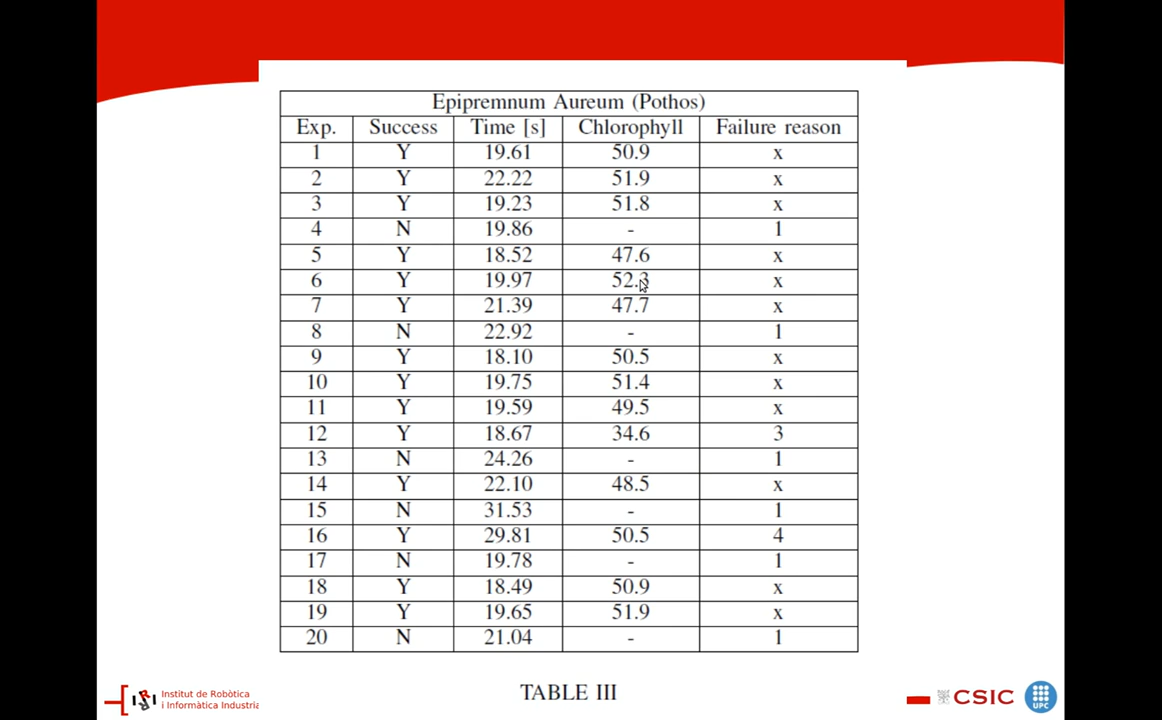 Epipremnum Aureum (Pothos)
Exp. Success Time [s] Chlorophyll Failure reason
1 Y 19.61 50.9 x
2 Y 22.22 51.9 x
3 Y 19.23 51.8 x
4 N 19.86 - 1
5 Y 18.52 47.6 x
6 Y 19.97 52.3 x
7 Y 21.39 47.7 x
8 N 22.92 - 1
9 Y 18.10 50.5 x
10 Y 19.75 51.4 x
11 Y 19.59 49.5 x
12 Y 18.67 34.6 3
13 N 24.26 - 1
14 Y 22.10 48.5 x
15 N 31.53 - 1
16 Y 29.81 50.5 4
17 N 19.78 - 1
18 Y 18.49 50.9 x
19 Y 19.65 51.9 x
20 N 21.04 - 1
TABLE III
IRI
Institut de Robòtica
i Informàtica Industria
CSIC
UPC